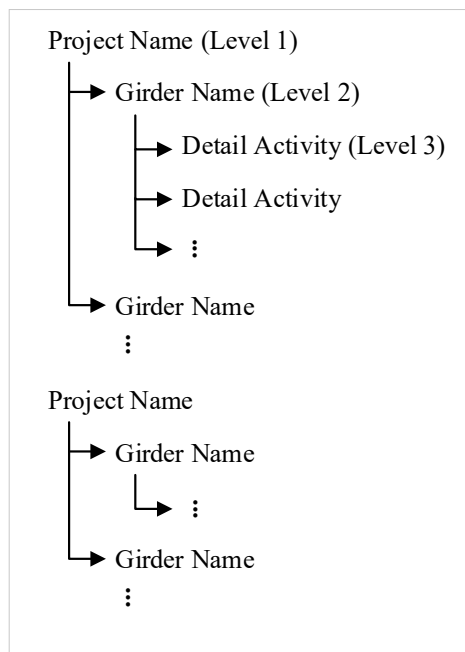 Project Name (Level 1)
Girder Name (Level 2)
Detail Activity (Level 3)
Detail Activity
⋮
Girder Name
⋮
Project Name
Girder Name
⋮
Girder Name
⋮